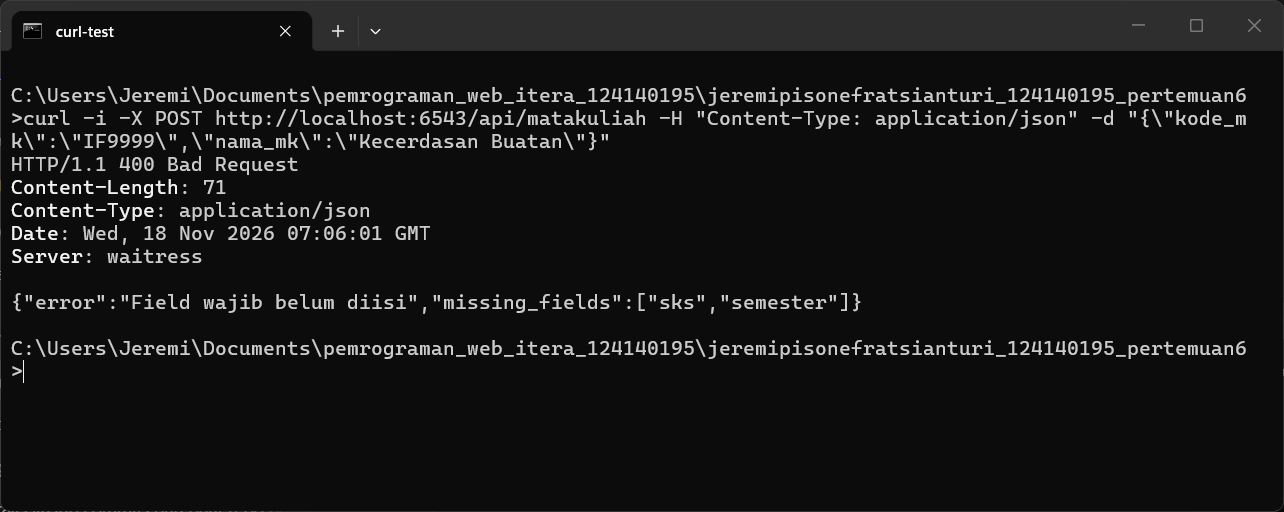 curl-test
C:\Users\Jeremi\Documents\pemrograman_web_itera_124140195\jeremipisonefratsianturi_124140195_pertemuan6
>curl -i -X POST http://localhost:6543/api/matakuliah -H "Content-Type: application/json" -d "{\"kode_m
k\":\"IF9999\",\"nama_mk\":\"Kecerdasan Buatan\"}"
HTTP/1.1 400 Bad Request
Content-Length: 71
Content-Type: application/json
Date: Wed, 18 Nov 2026 07:06:01 GMT
Server: waitress
{"error":"Field wajib belum diisi","missing_fields":["sks","semester"]}
C:\Users\Jeremi\Documents\pemrograman_web_itera_124140195\jeremipisonefratsianturi_124140195_pertemuan6
>